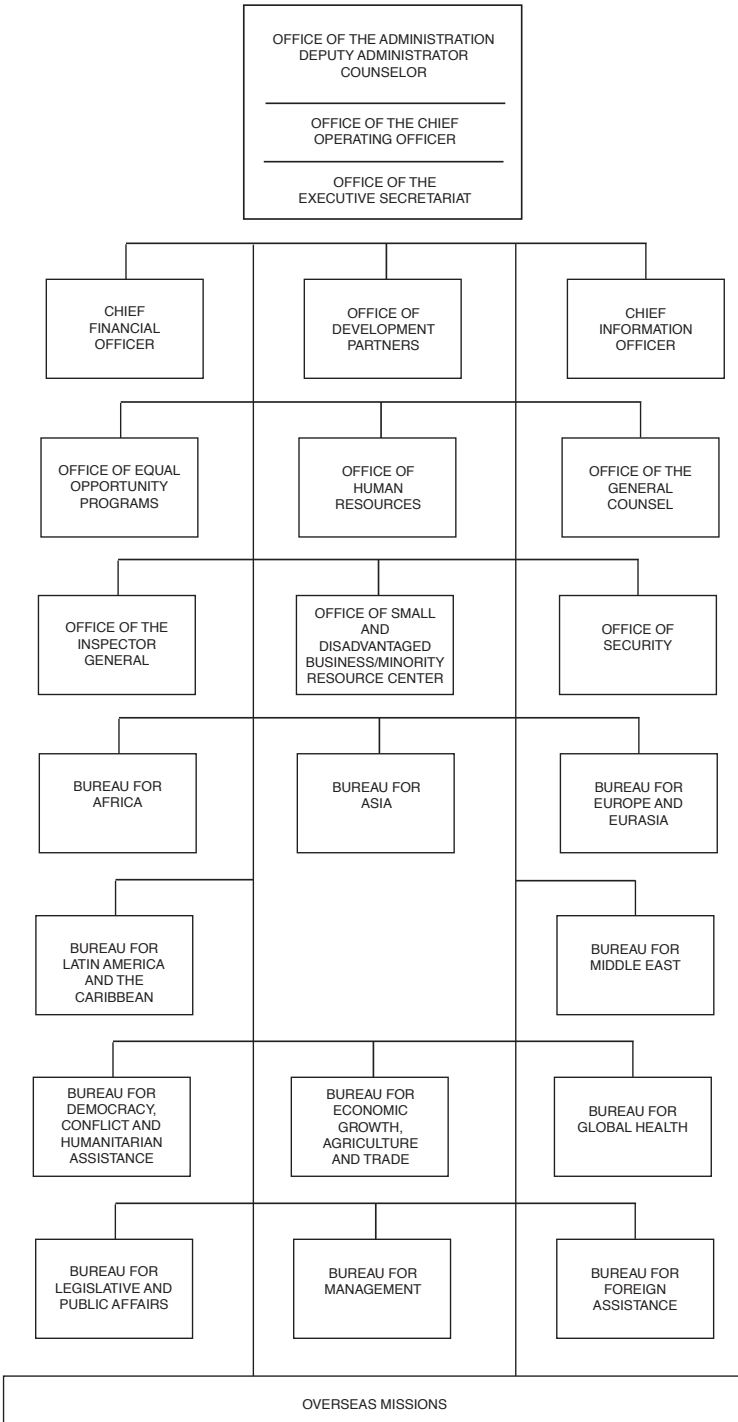 OFFICE OF THE ADMINISTRATION
DEPUTY ADMINISTRATOR
COUNSELOR
OFFICE OF THE CHIEF
OPERATING OFFICER
OFFICE OF THE
EXECUTIVE SECRETARIAT
CHIEF
FINANCIAL
OFFICER
OFFICE OF
DEVELOPMENT
PARTNERS
CHIEF
INFORMATION
OFFICER
OFFICE OF EQUAL
OPPORTUNITY
PROGRAMS
OFFICE OF
HUMAN
RESOURCES
OFFICE OF THE
GENERAL
COUNSEL
OFFICE OF THE
INSPECTOR
GENERAL
OFFICE OF SMALL
AND
DISADVANTAGED
BUSINESS/MINORITY
RESOURCE CENTER
OFFICE OF
SECURITY
BUREAU FOR
AFRICA
BUREAU FOR
ASIA
BUREAU FOR
EUROPE AND
EURASIA
BUREAU FOR
LATIN AMERICA
AND THE
CARIBBEAN
BUREAU FOR
MIDDLE EAST
BUREAU FOR
DEMOCRACY,
CONFLICT AND
HUMANITARIAN
ASSISTANCE
BUREAU FOR
ECONOMIC
GROWTH,
AGRICULTURE
AND TRADE
BUREAU FOR
GLOBAL HEALTH
BUREAU FOR
LEGISLATIVE AND
PUBLIC AFFAIRS
BUREAU FOR
MANAGEMENT
BUREAU FOR
FOREIGN
ASSISTANCE
OVERSEAS MISSIONS